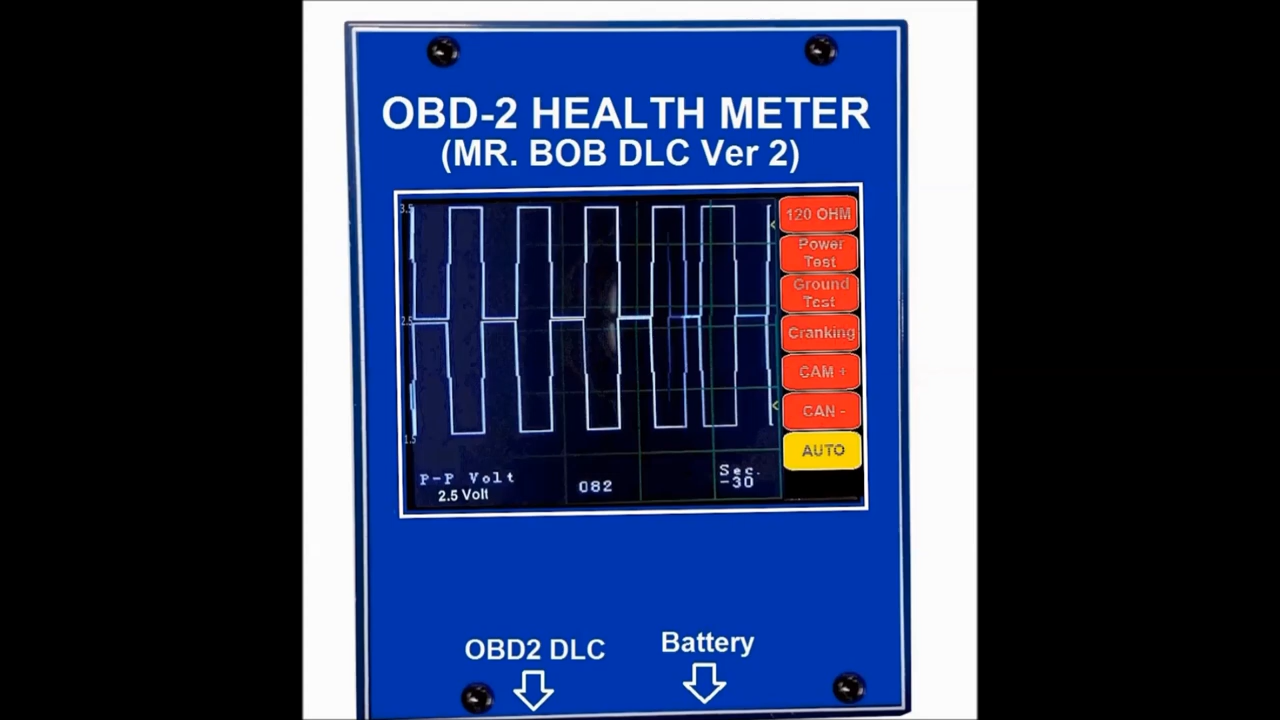 OBD-2 HEALTH METER
(MR. BOB DLC Ver 2)
3.5
2.5
1.5
120 OHM
Power
Test
Ground
Test
Cranking
CAM +
CAN -
AUTO
P-P Volt
2.5 Volt
082
Sec.
-30
OBD2 DLC
Battery